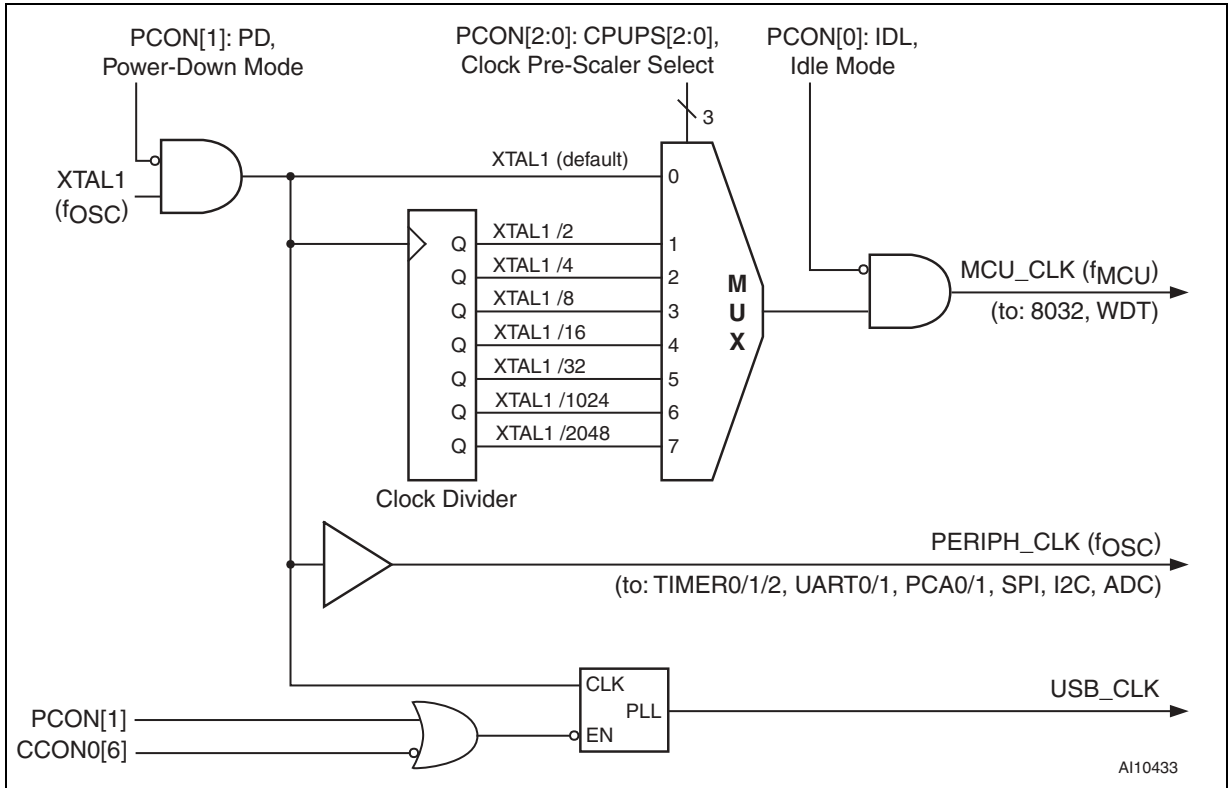 PCON[1]: PD,
Power-Down Mode
PCON[2:0]: CPUPS[2:0],
Clock Pre-Scaler Select
PCON[0]: IDL,
Idle Mode
3
XTAL1
(fOSC)
XTAL1 (default)
0
Q XTAL1 /2 1
Q XTAL1 /4 2
Q XTAL1 /8 3
Q XTAL1 /16 4
Q XTAL1 /32 5
Q XTAL1 /1024 6
Q XTAL1 /2048 7
M
U
X
Clock Divider
MCU_CLK (fMCU)
(to: 8032, WDT)
PERIPH_CLK (fOSC)
(to: TIMER0/1/2, UART0/1, PCA0/1, SPI, I2C, ADC)
CLK
PLL
EN
USB_CLK
PCON[1]
CCON0[6]
AI10433